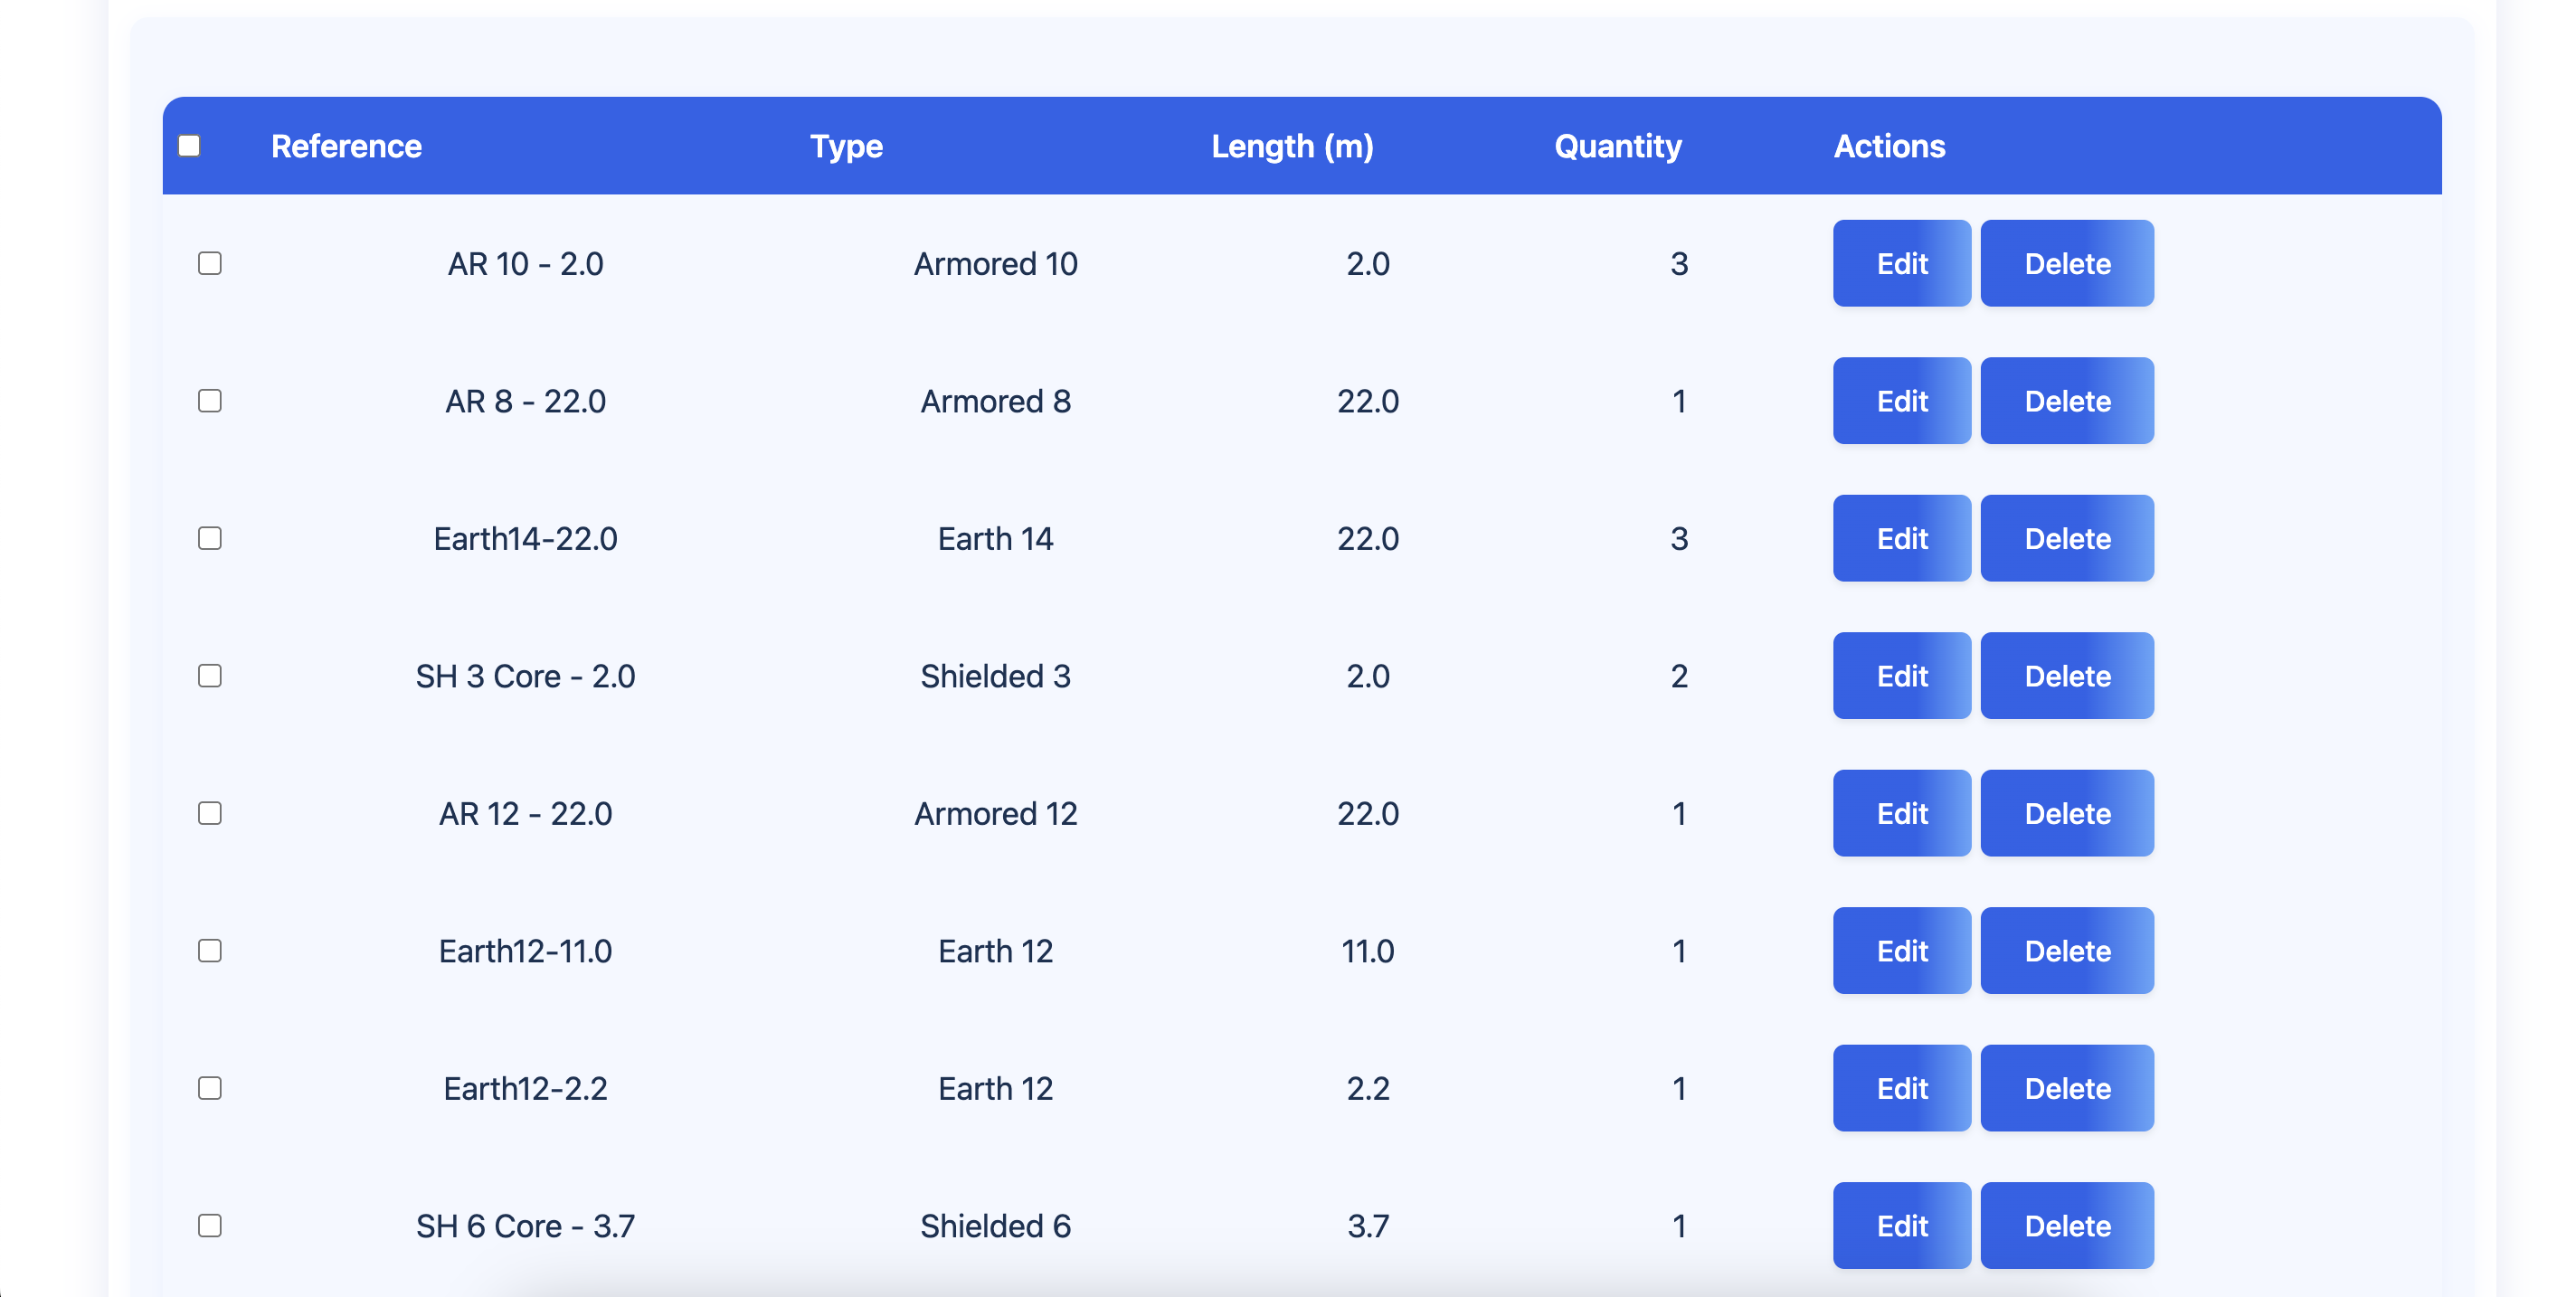 Reference Type Length (m) Quantity Actions
AR 10 - 2.0 Armored 10 2.0 3 Edit Delete
AR 8 - 22.0 Armored 8 22.0 1 Edit Delete
Earth14-22.0 Earth 14 22.0 3 Edit Delete
SH 3 Core - 2.0 Shielded 3 2.0 2 Edit Delete
AR 12 - 22.0 Armored 12 22.0 1 Edit Delete
Earth12-11.0 Earth 12 11.0 1 Edit Delete
Earth12-2.2 Earth 12 2.2 1 Edit Delete
SH 6 Core - 3.7 Shielded 6 3.7 1 Edit Delete